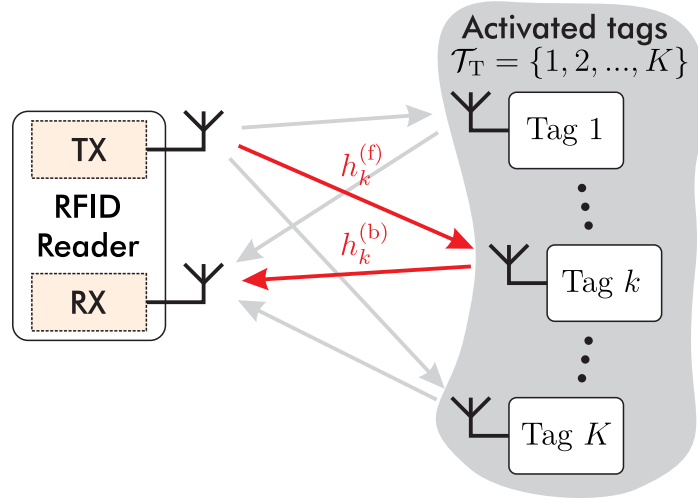 Activated tags
𝒯_T = {1, 2, ..., K}
TX
RFID
Reader
RX
h_k^(f)
h_k^(b)
Tag 1
Tag k
Tag K